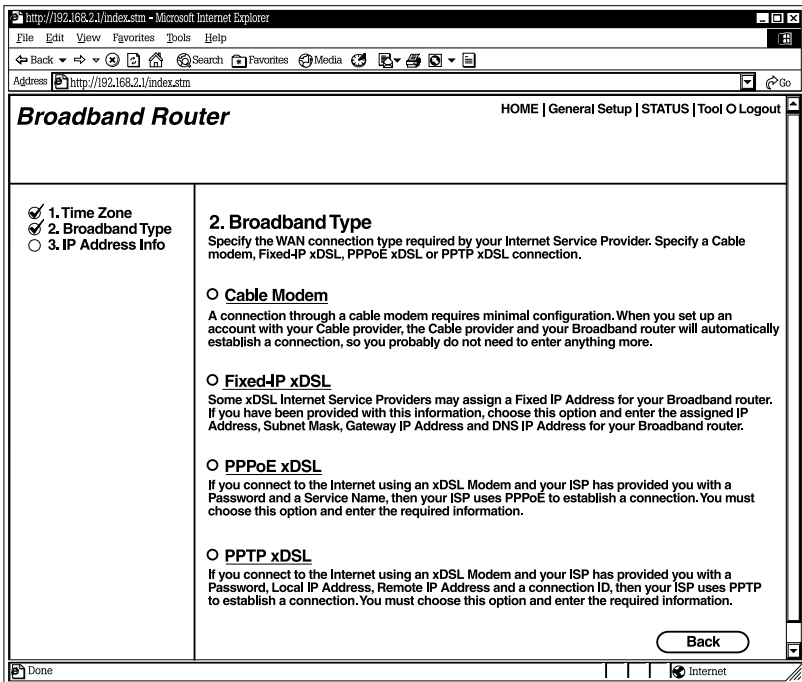 http://192.168.2.1/index.stm - Microsoft Internet Explorer
File Edit View Favorites Tools Help
Back Search Favorites Media
Address http://192.168.2.1/index.stm Go
Broadband Router
HOME | General Setup | STATUS | Tool O Logout
1. Time Zone
2. Broadband Type
3. IP Address Info
2. Broadband Type
Specify the WAN connection type required by your Internet Service Provider. Specify a Cable
modem, Fixed-IP xDSL, PPPoE xDSL or PPTP xDSL connection.
Cable Modem
A connection through a cable modem requires minimal configuration. When you set up an
account with your Cable provider, the Cable provider and your Broadband router will automatically
establish a connection, so you probably do not need to enter anything more.
Fixed-IP xDSL
Some xDSL Internet Service Providers may assign a Fixed IP Address for your Broadband router.
If you have been provided with this information, choose this option and enter the assigned IP
Address, Subnet Mask, Gateway IP Address and DNS IP Address for your Broadband router.
PPPoE xDSL
If you connect to the Internet using an xDSL Modem and your ISP has provided you with a
Password and a Service Name, then your ISP uses PPPoE to establish a connection. You must
choose this option and enter the required information.
PPTP xDSL
If you connect to the Internet using an xDSL Modem and your ISP has provided you with a
Password, Local IP Address, Remote IP Address and a connection ID, then your ISP uses PPTP
to establish a connection. You must choose this option and enter the required information.
Back
Done Internet